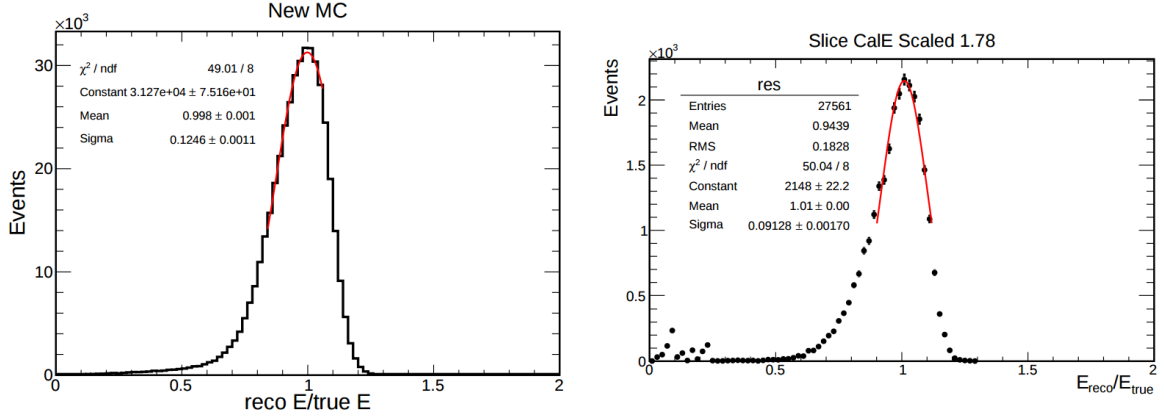 New MC
×10³
Events
30
20
10
0
χ² / ndf 49.01 / 8
Constant 3.127e+04 ± 7.516e+01
Mean 0.998 ± 0.001
Sigma 0.1246 ± 0.0011
0 0.5 1 1.5 2
reco E/true E
Slice CalE Scaled 1.78
×10³
Events
2
1.5
1
0.5
0
res
Entries 27561
Mean 0.9439
RMS 0.1828
χ² / ndf 50.04 / 8
Constant 2148 ± 22.2
Mean 1.01 ± 0.00
Sigma 0.09128 ± 0.00170
0 0.5 1 1.5 2
E_reco/E_true